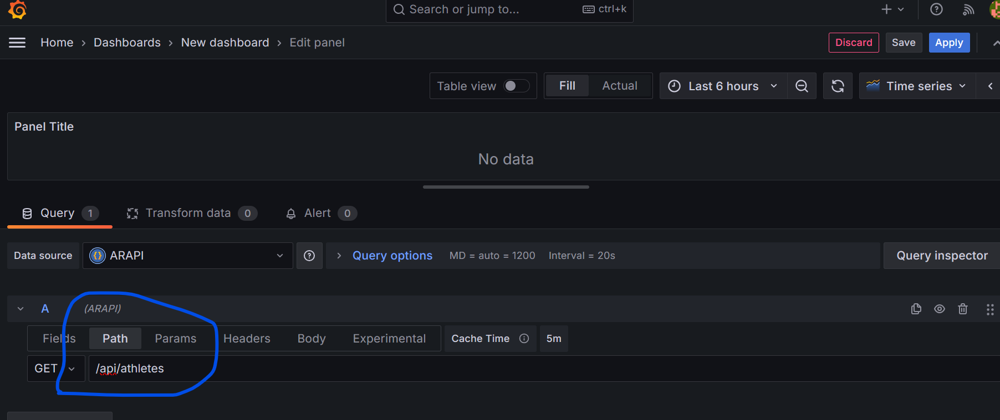 Search or jump to... ctrl+k
Home › Dashboards › New dashboard › Edit panel Discard Save Apply
Table view Fill Actual Last 6 hours Time series
Panel Title
No data
Query 1 Transform data 0 Alert 0
Data source {} ARAPI Query options MD = auto = 1200 Interval = 20s Query inspector
A (ARAPI)
Fields Path Params Headers Body Experimental Cache Time 5m
GET /api/athletes